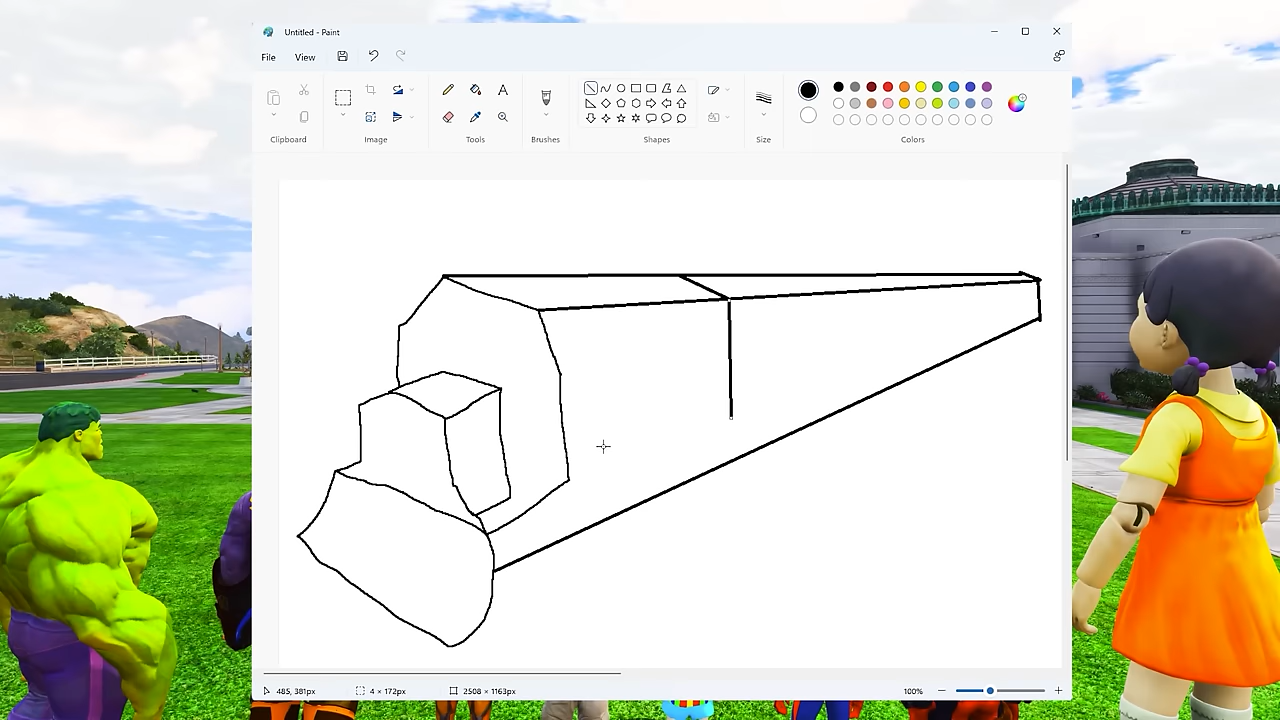 Untitled - Paint
File View
Clipboard Image Tools Brushes Shapes Size Colors
485, 381px 4 × 172px 2508 × 1163px 100%